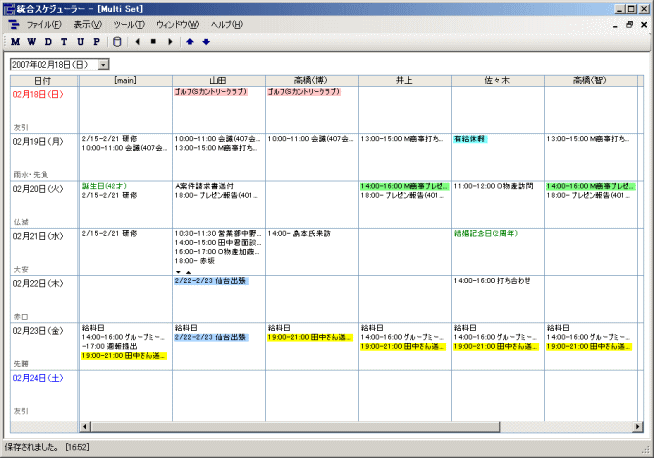 統合スケジューラー - [Multi Set]
ファイル(F) 表示(V) ツール(T) ウィンドウ(W) ヘルプ(H)
M W D T U P
2007年02月18日(日)
日付 [main] 山田 高橋(博) 井上 佐々木 高橋(智)
02月18日(日) ゴルフ(Sカントリークラブ) ゴルフ(Sカントリークラブ)
友引
02月19日(月) 2/15-2/21 研修 10:00-11:00 会議(407会... 10:00-11:00 会議(407会... 13:00-15:00 M商事打ち... 有給休暇 13:00-15:00 M商事打ち...
10:00-11:00 会議(407会... 13:00-15:00 M商事打ち...
雨水・先負
02月20日(火) 誕生日(42才) A案件請求書送付 14:00-16:00 M商事プレゼ... 11:00-12:00 O物産訪問 14:00-16:00 M商事プレゼ...
2/15-2/21 研修 18:00- プレゼン報告(401... 18:00- プレゼン報告(401... 18:00- プレゼン報告(401...
仏滅
02月21日(水) 2/15-2/21 研修 10:30-11:30 営業部中野... 14:00- 島本氏来訪 結婚記念日(2周年)
14:00-15:00 田中君面談...
16:00-17:00 O物産加藤...
18:00- 赤坂
大安
02月22日(木) 2/22-2/23 仙台出張 14:00-16:00 打ち合わせ
赤口
02月23日(金) 給料日 給料日 給料日 給料日 給料日 給料日
14:00-16:00 グループミー... 2/22-2/23 仙台出張 19:00-21:00 田中さん送... 14:00-16:00 グループミー... 14:00-16:00 グループミー... 14:00-16:00 グループミー...
-17:00 週報提出 19:00-21:00 田中さん送... 19:00-21:00 田中さん送... 19:00-21:00 田中さん送...
19:00-21:00 田中さん送...
先勝
02月24日(土)
友引
保存されました。 [16:52]